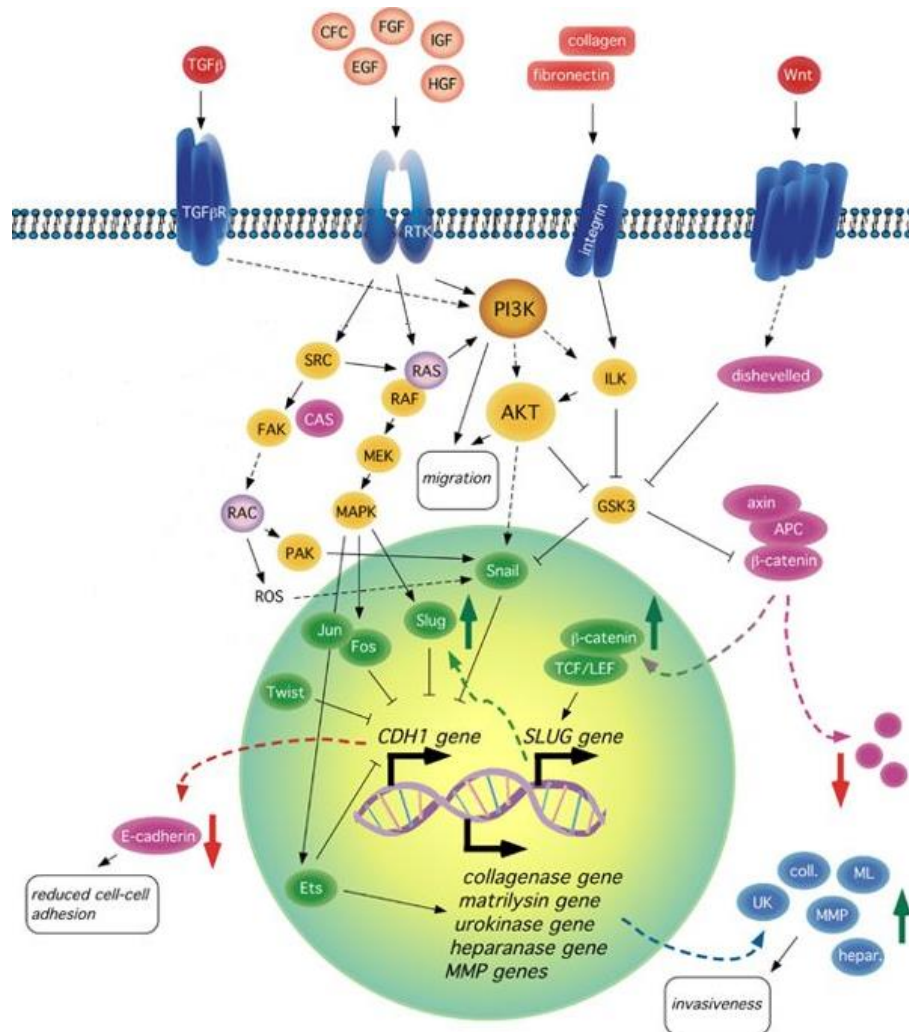 CFC
FGF
IGF
EGF
HGF
TGFβ
collagen
fibronectin
Wnt
TGFβR
RTK
integrin
PI3K
SRC
RAS
RAF
ILK
dishevelled
AKT
FAK
CAS
MEK
migration
GSK3
axin
APC
β-catenin
RAC
MAPK
PAK
ROS
Snail
Jun
Fos
Slug
β-catenin
TCF/LEF
Twist
CDH1 gene
SLUG gene
E-cadherin
reduced cell-cell
adhesion
Ets
collagenase gene
matrilysin gene
urokinase gene
heparanase gene
MMP genes
coll.
ML
UK
MMP
hepar.
invasiveness